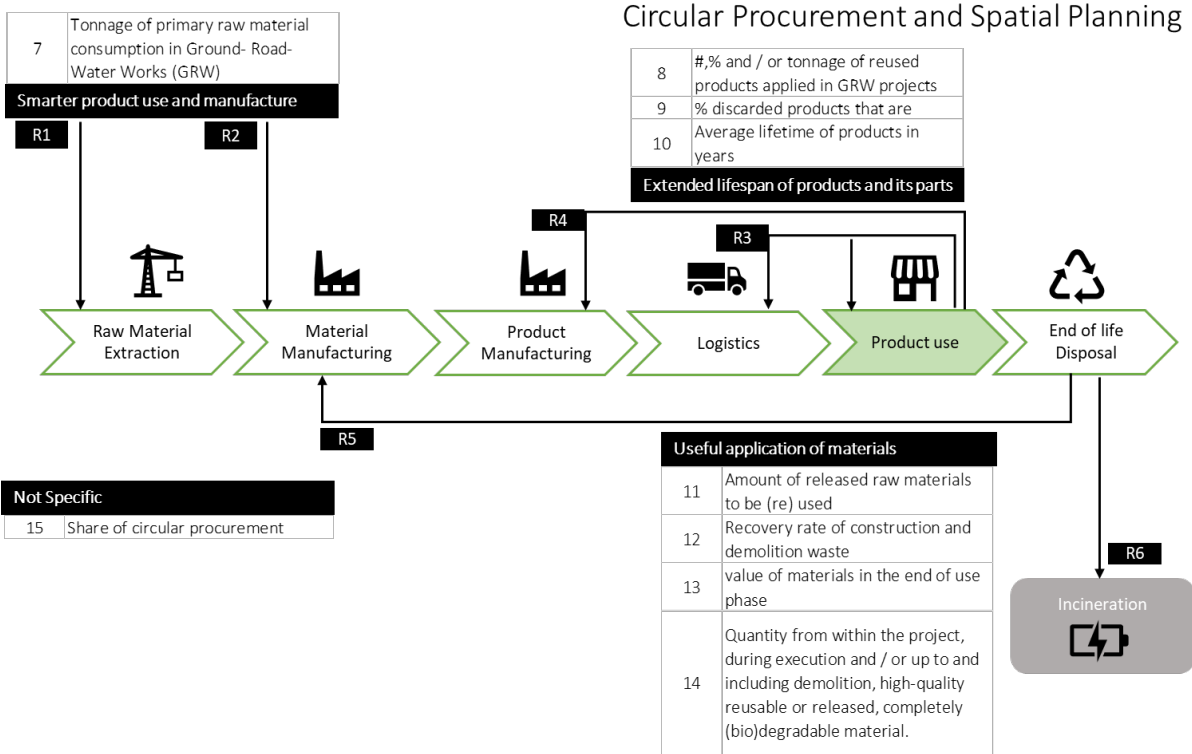 Circular Procurement and Spatial Planning
7
Tonnage of primary raw material
consumption in Ground- Road-
Water Works (GRW)
Smarter product use and manufacture
R1
R2
8
#,% and / or tonnage of reused
products applied in GRW projects
9
% discarded products that are
10
Average lifetime of products in
years
Extended lifespan of products and its parts
R4
R3
Raw Material
Extraction
Material
Manufacturing
Product
Manufacturing
Logistics
Product use
End of life
Disposal
R5
Not Specific
15
Share of circular procurement
Useful application of materials
11
Amount of released raw materials
to be (re) used
12
Recovery rate of construction and
demolition waste
13
value of materials in the end of use
phase
14
Quantity from within the project,
during execution and / or up to and
including demolition, high-quality
reusable or released, completely
(bio)degradable material.
R6
Incineration